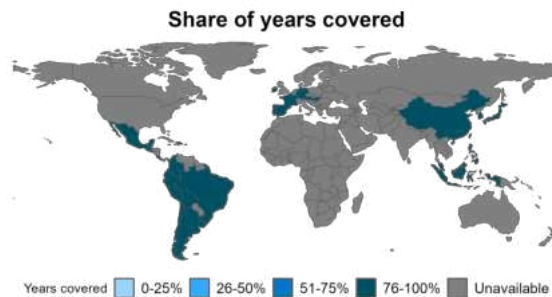 Share of years covered
Years covered 0-25% 26-50% 51-75% 76-100% Unavailable